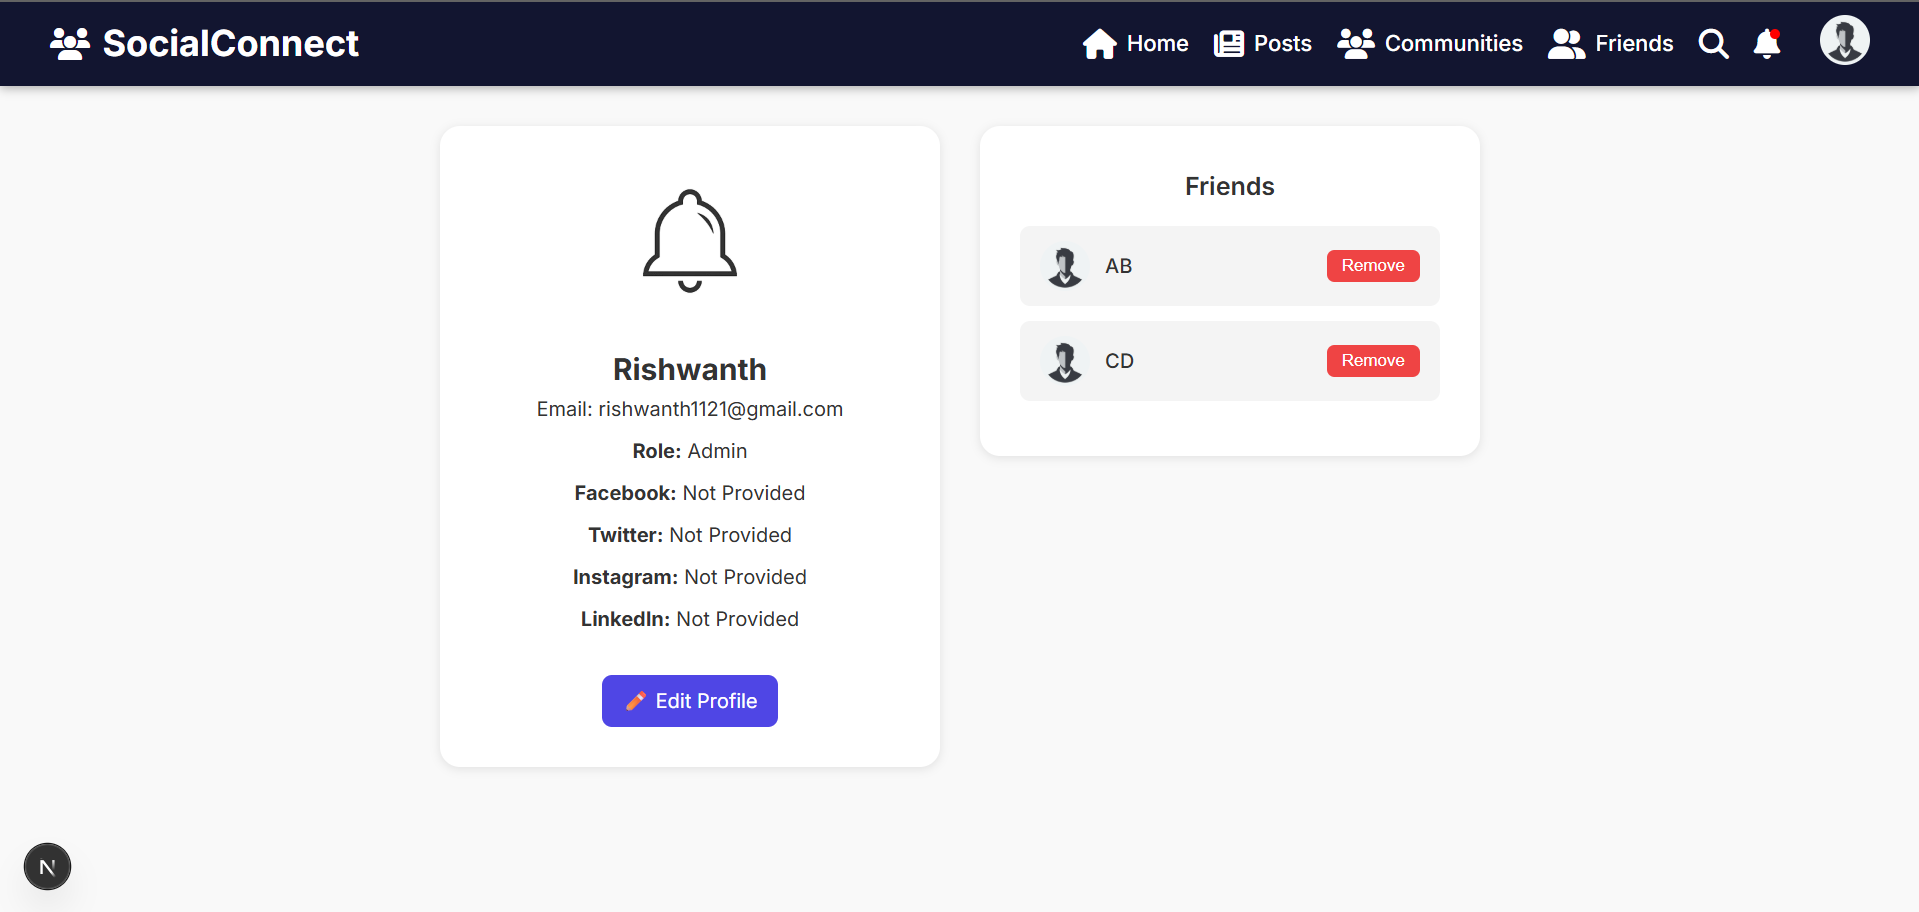 SocialConnect
Home
Posts
Communities
Friends
Rishwanth
Email: rishwanth1121@gmail.com
Role: Admin
Facebook: Not Provided
Twitter: Not Provided
Instagram: Not Provided
LinkedIn: Not Provided
Edit Profile
Friends
AB
Remove
CD
Remove
N